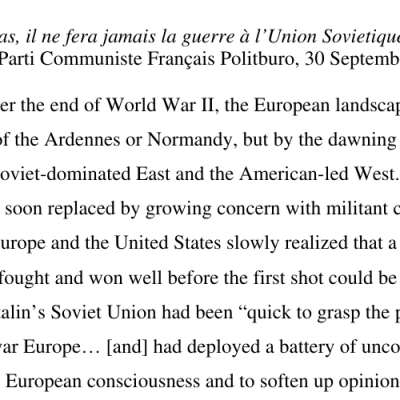 as, il ne fera jamais la guerre à l’Union Sovietiqu
Parti Communiste Français Politburo, 30 Septemb
er the end of World War II, the European landsca
of the Ardennes or Normandy, but by the dawning
oviet-dominated East and the American-led West.
soon replaced by growing concern with militant c
urope and the United States slowly realized that a
fought and won well before the first shot could be
talin’s Soviet Union had been “quick to grasp the p
war Europe… [and] had deployed a battery of unco
European consciousness and to soften up opinion